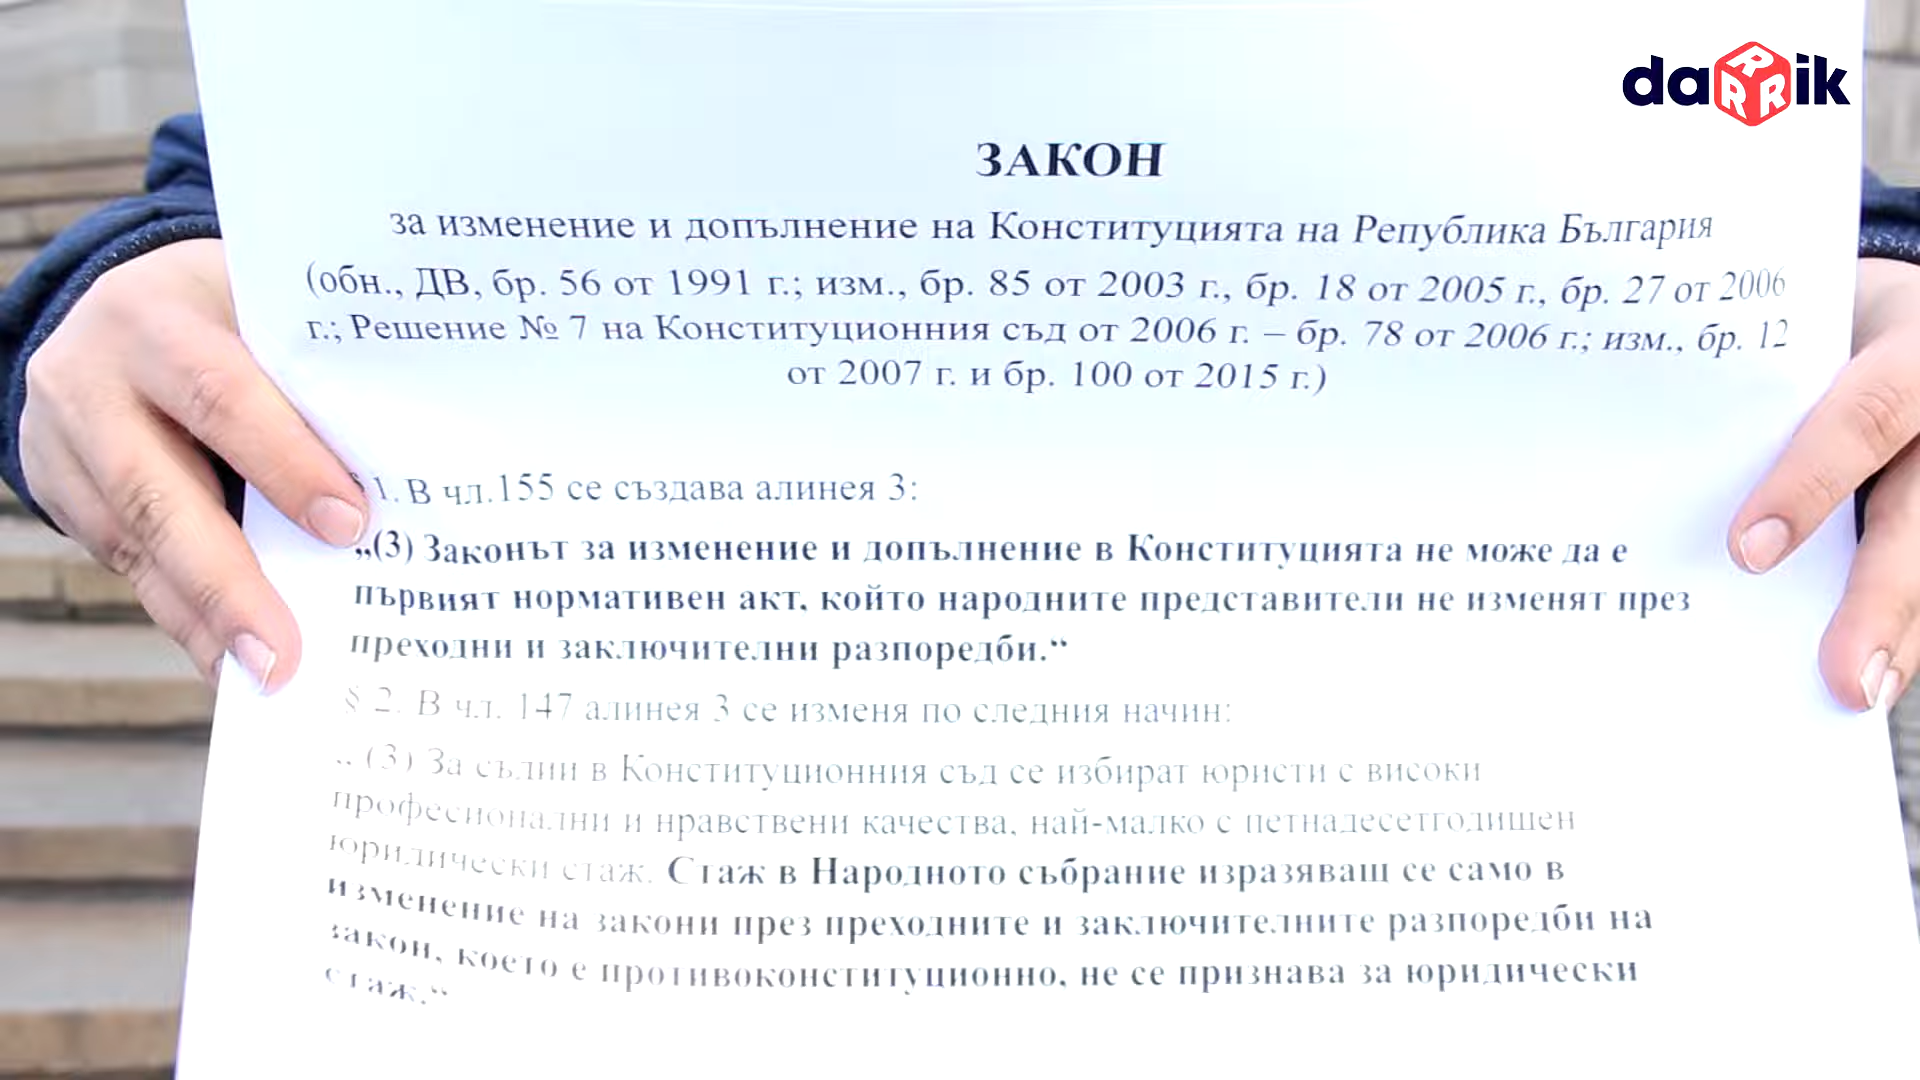 darik
RRR
ЗАКОН
за изменение и допълнение на Конституцията на Република България
(обн., ДВ, бр. 56 от 1991 г.; изм., бр. 85 от 2003 г., бр. 18 от 2005 г., бр. 27 от 2006
г.; Решение № 7 на Конституционния съд от 2006 г. – бр. 78 от 2006 г.; изм., бр. 12
от 2007 г. и бр. 100 от 2015 г.)
§ 1. В чл.155 се създава алинея 3:
„(3) Законът за изменение и допълнение в Конституцията не може да е
първият нормативен акт, който народните представители не изменят през
преходни и заключителни разпоредби.“
§ 2. В чл. 147 алинея 3 се изменя по следния начин:
„(3) За съдии в Конституционния съд се избират юристи с високи
професионални и нравствени качества, най-малко с петнадесетгодишен
юридически стаж. Стаж в Народното събрание изразяващ се само в
изменение на закони през преходните и заключителните разпоредби на
закон, което е противоконституционно, не се признава за юридически
стаж.“